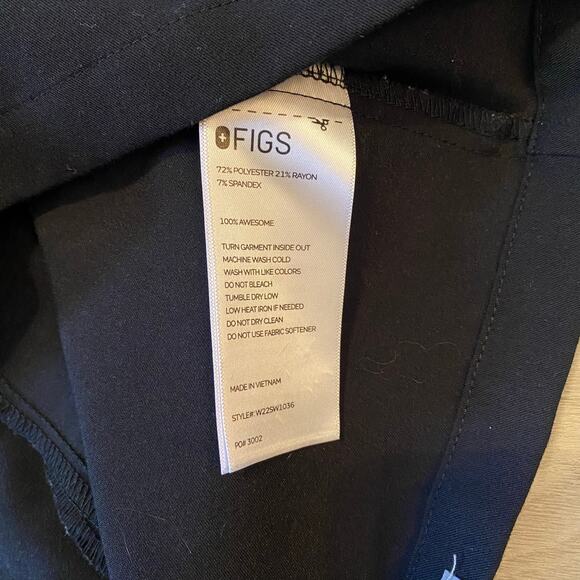 FIGS
72% POLYESTER 21% RAYON
7% SPANDEX
100% AWESOME
TURN GARMENT INSIDE OUT
MACHINE WASH COLD
WASH WITH LIKE COLORS
DO NOT BLEACH
TUMBLE DRY LOW
LOW HEAT IRON IF NEEDED
DO NOT DRY CLEAN
DO NOT USE FABRIC SOFTENER
MADE IN VIETNAM
STYLE#: W22SW1036
PO# 3002